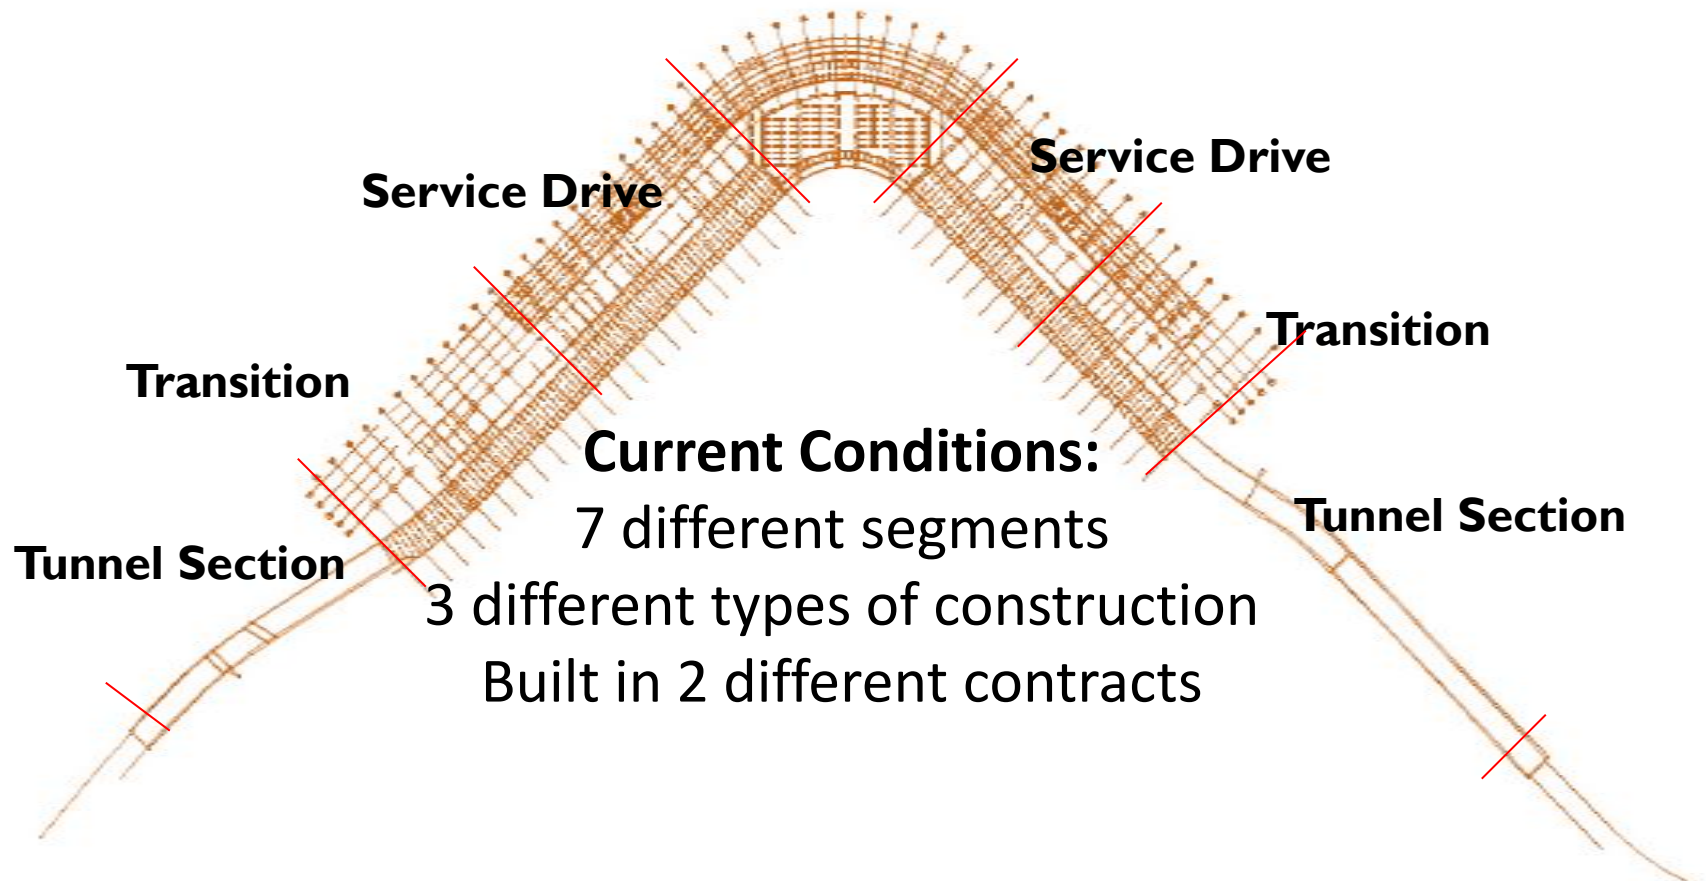 Service Drive
Service Drive
Transition
Transition
Current Conditions:
7 different segments
Tunnel Section
Tunnel Section
3 different types of construction
Built in 2 different contracts